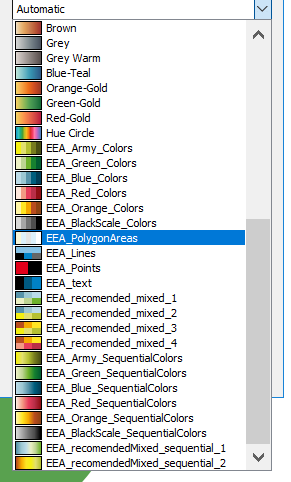 Automatic
Brown
Grey
Grey Warm
Blue-Teal
Orange-Gold
Green-Gold
Red-Gold
Hue Circle
EEA_Army_Colors
EEA_Green_Colors
EEA_Blue_Colors
EEA_Red_Colors
EEA_Orange_Colors
EEA_BlackScale_Colors
EEA_PolygonAreas
EEA_Lines
EEA_Points
EEA_text
EEA_recomended_mixed_1
EEA_recomended_mixed_2
EEA_recomended_mixed_3
EEA_recomended_mixed_4
EEA_Army_SequentialColors
EEA_Green_SequentialColors
EEA_Blue_SequentialColors
EEA_Red_SequentialColors
EEA_Orange_SequentialColors
EEA_BlackScale_SequentialColors
EEA_recomendedMixed_sequential_1
EEA_recomendedMixed_sequential_2